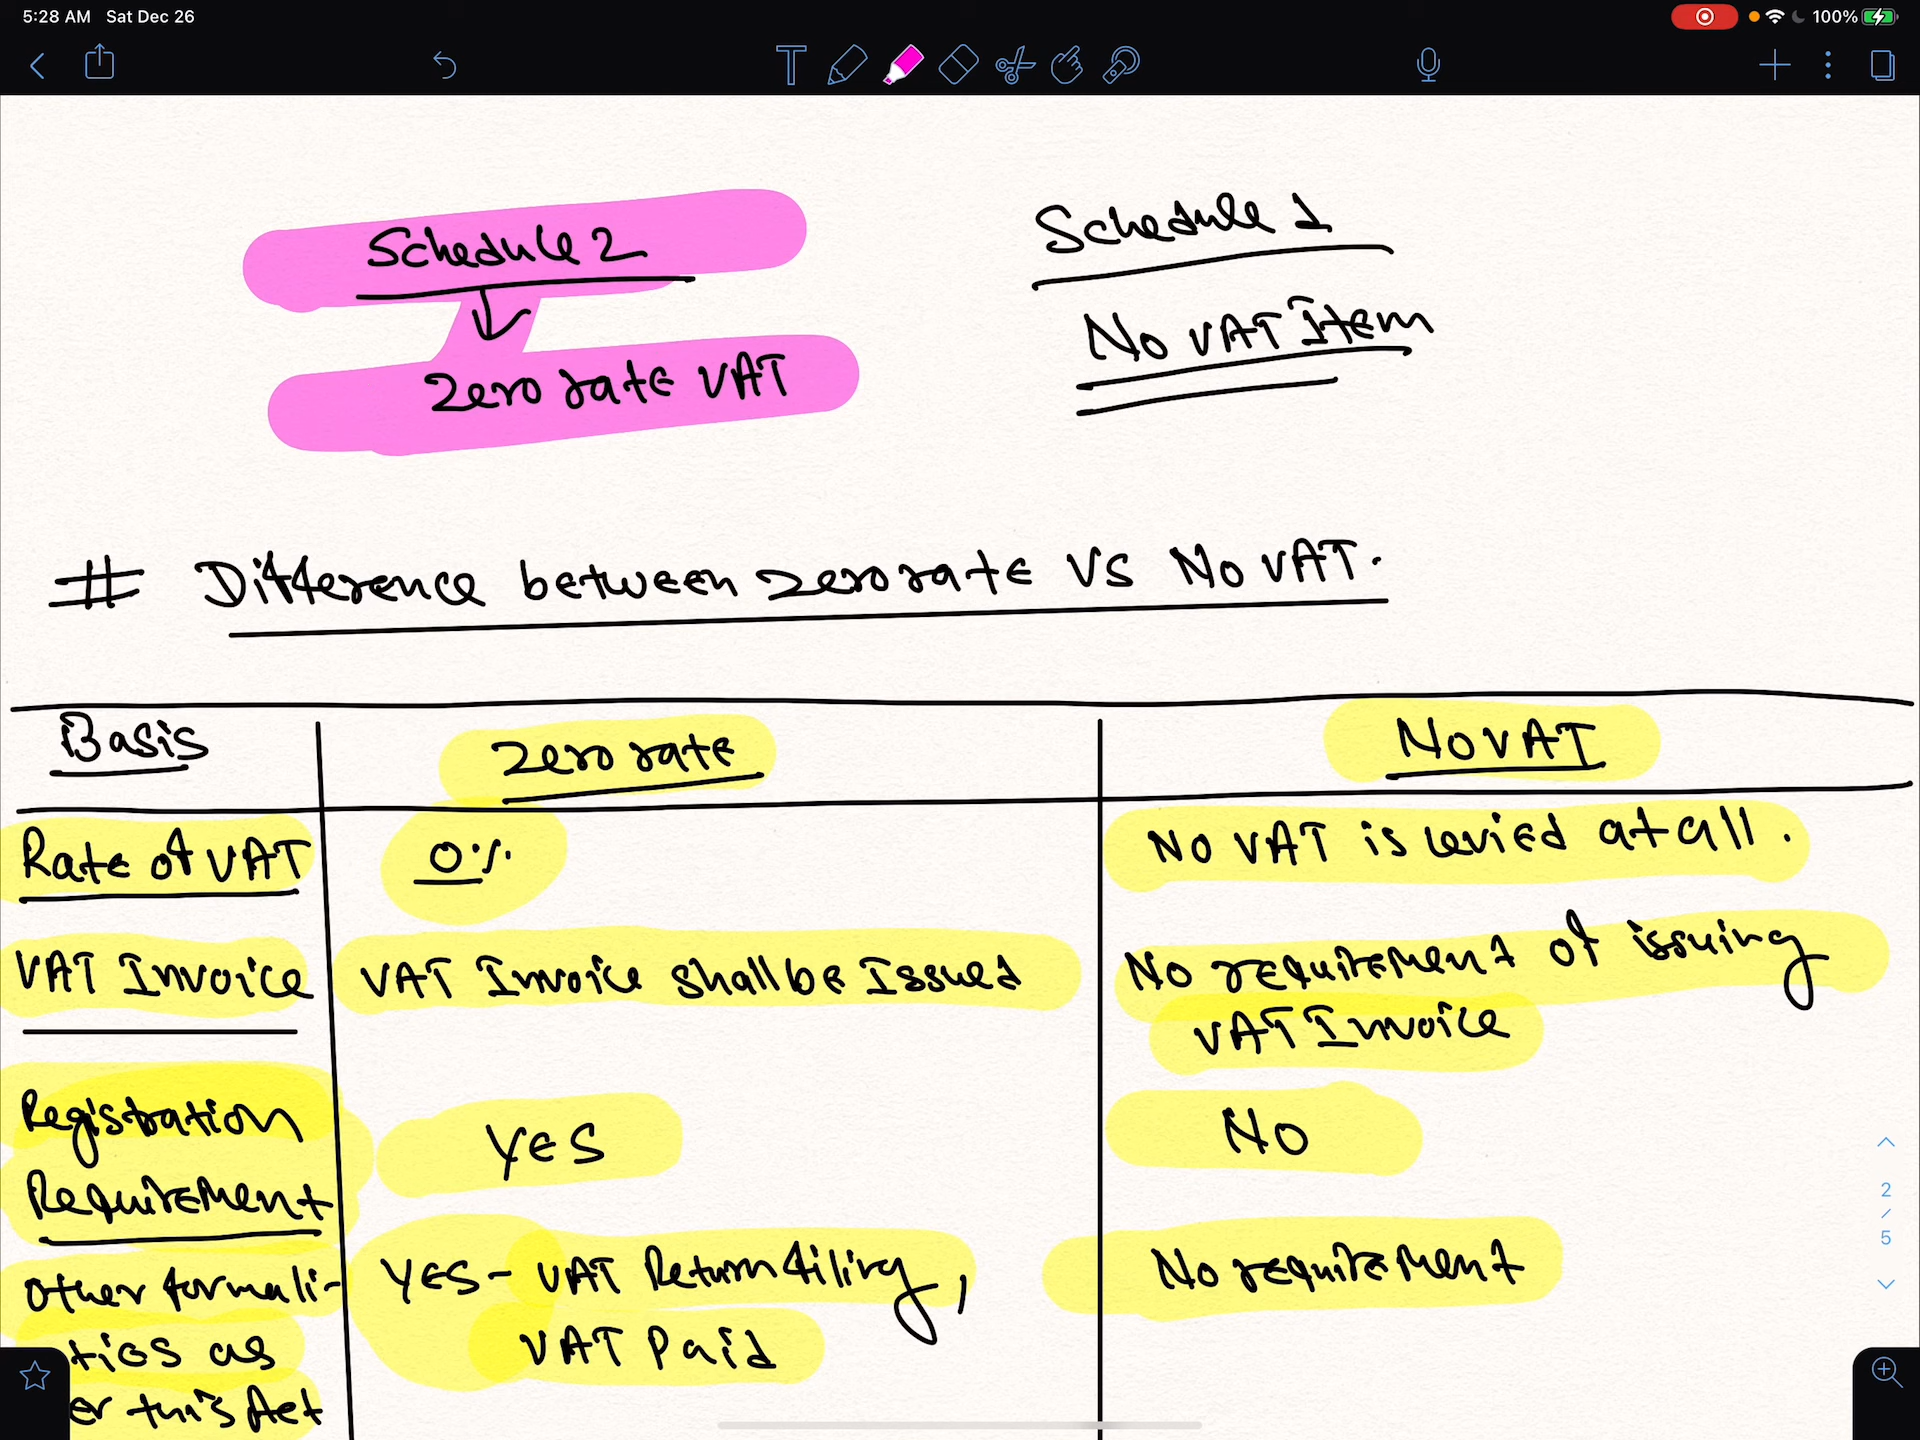 5:28 AM Sat Dec 26
100%
Schedule 2
Zero rate VAT
Schedule 1
No VAT Item
# Difference between zero rate VS No VAT.
Basis
Zero rate
No VAT
Rate of VAT
0%
No VAT is levied at all.
VAT Invoice
VAT Invoice shall be Issued
No requirement of issuing
VAT Invoice
Registration
Requirement
YES
No
Other formali-
ties as
er this Act
YES - VAT Return filing,
VAT Paid
No requirement
2
/
5